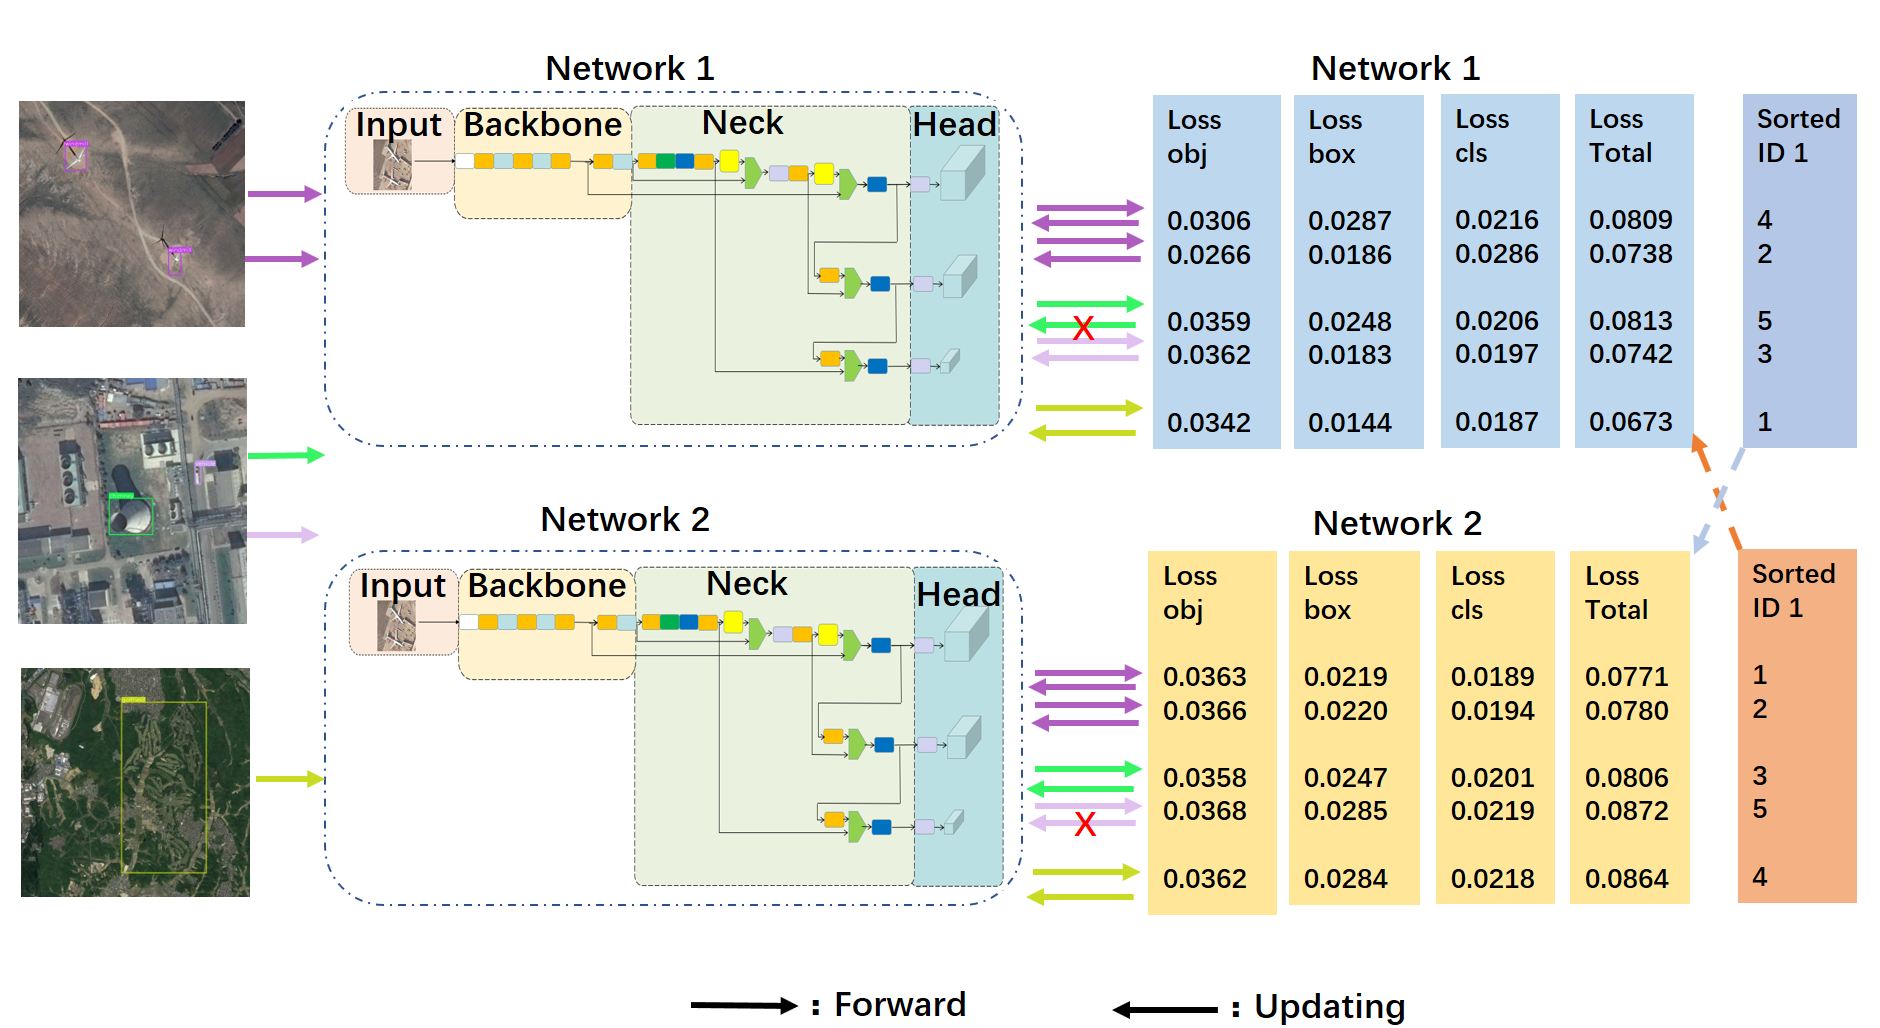 Network 1
Network 1
Input
Backbone
Neck
Head
Loss obj
Loss box
Loss cls
Loss Total
Sorted ID 1
0.0306 0.0287 0.0216 0.0809 4
0.0266 0.0186 0.0286 0.0738 2
0.0359 0.0248 0.0206 0.0813 5
X
0.0362 0.0183 0.0197 0.0742 3
0.0342 0.0144 0.0187 0.0673 1
Network 2
Network 2
Input
Backbone
Neck
Head
Loss obj
Loss box
Loss cls
Loss Total
Sorted ID 1
0.0363 0.0219 0.0189 0.0771 1
0.0366 0.0220 0.0194 0.0780 2
0.0358 0.0247 0.0201 0.0806 3
0.0368 0.0285 0.0219 0.0872 5
X
0.0362 0.0284 0.0218 0.0864 4
: Forward
: Updating